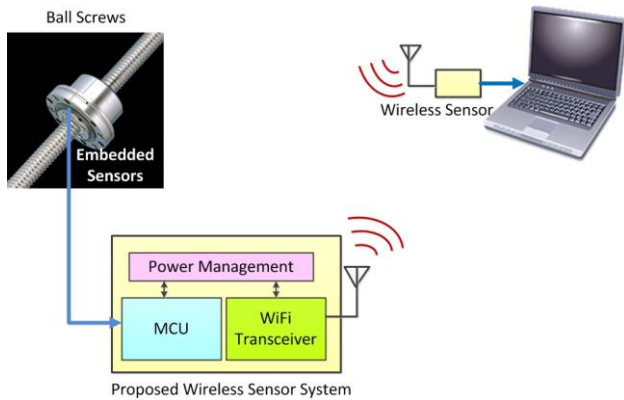 Ball Screws
Embedded
Sensors
Wireless Sensor
Power Management
MCU
WiFi
Transceiver
Proposed Wireless Sensor System